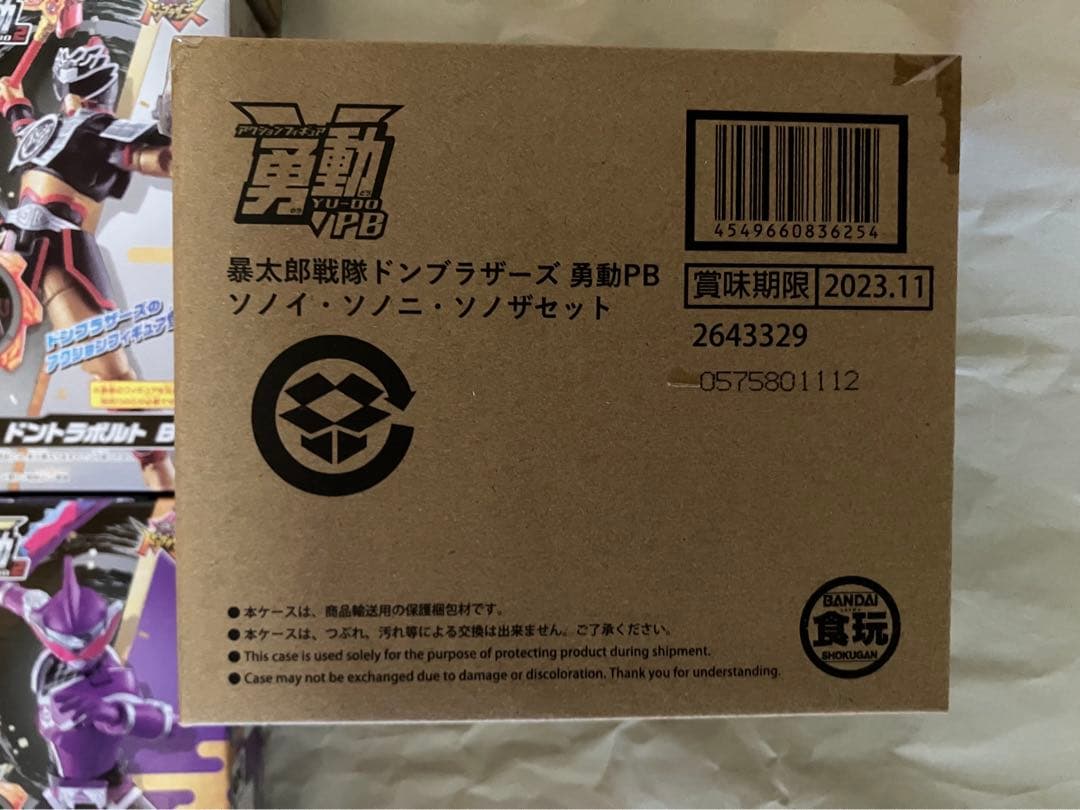 アクションフィギュア
勇動
YU-DO
PB
4549660836254
賞味期限 2023.11
暴太郎戦隊ドンブラザーズ 勇動PB
ソノイ・ソノニ・ソノザセット
2643329
0575801112
● 本ケースは、商品輸送用の保護梱包材です。
● 本ケースは、つぶれ、汚れ等による交換は出来ません。ご了承ください。
● This case is used solely for the purpose of protecting product during shipment.
● Case may not be exchanged due to damage or discoloration. Thank you for understanding.
BANDAI
食玩
SHOKUGAN
ドンブラザーズの
アクションフィギュア
ドントラボルト